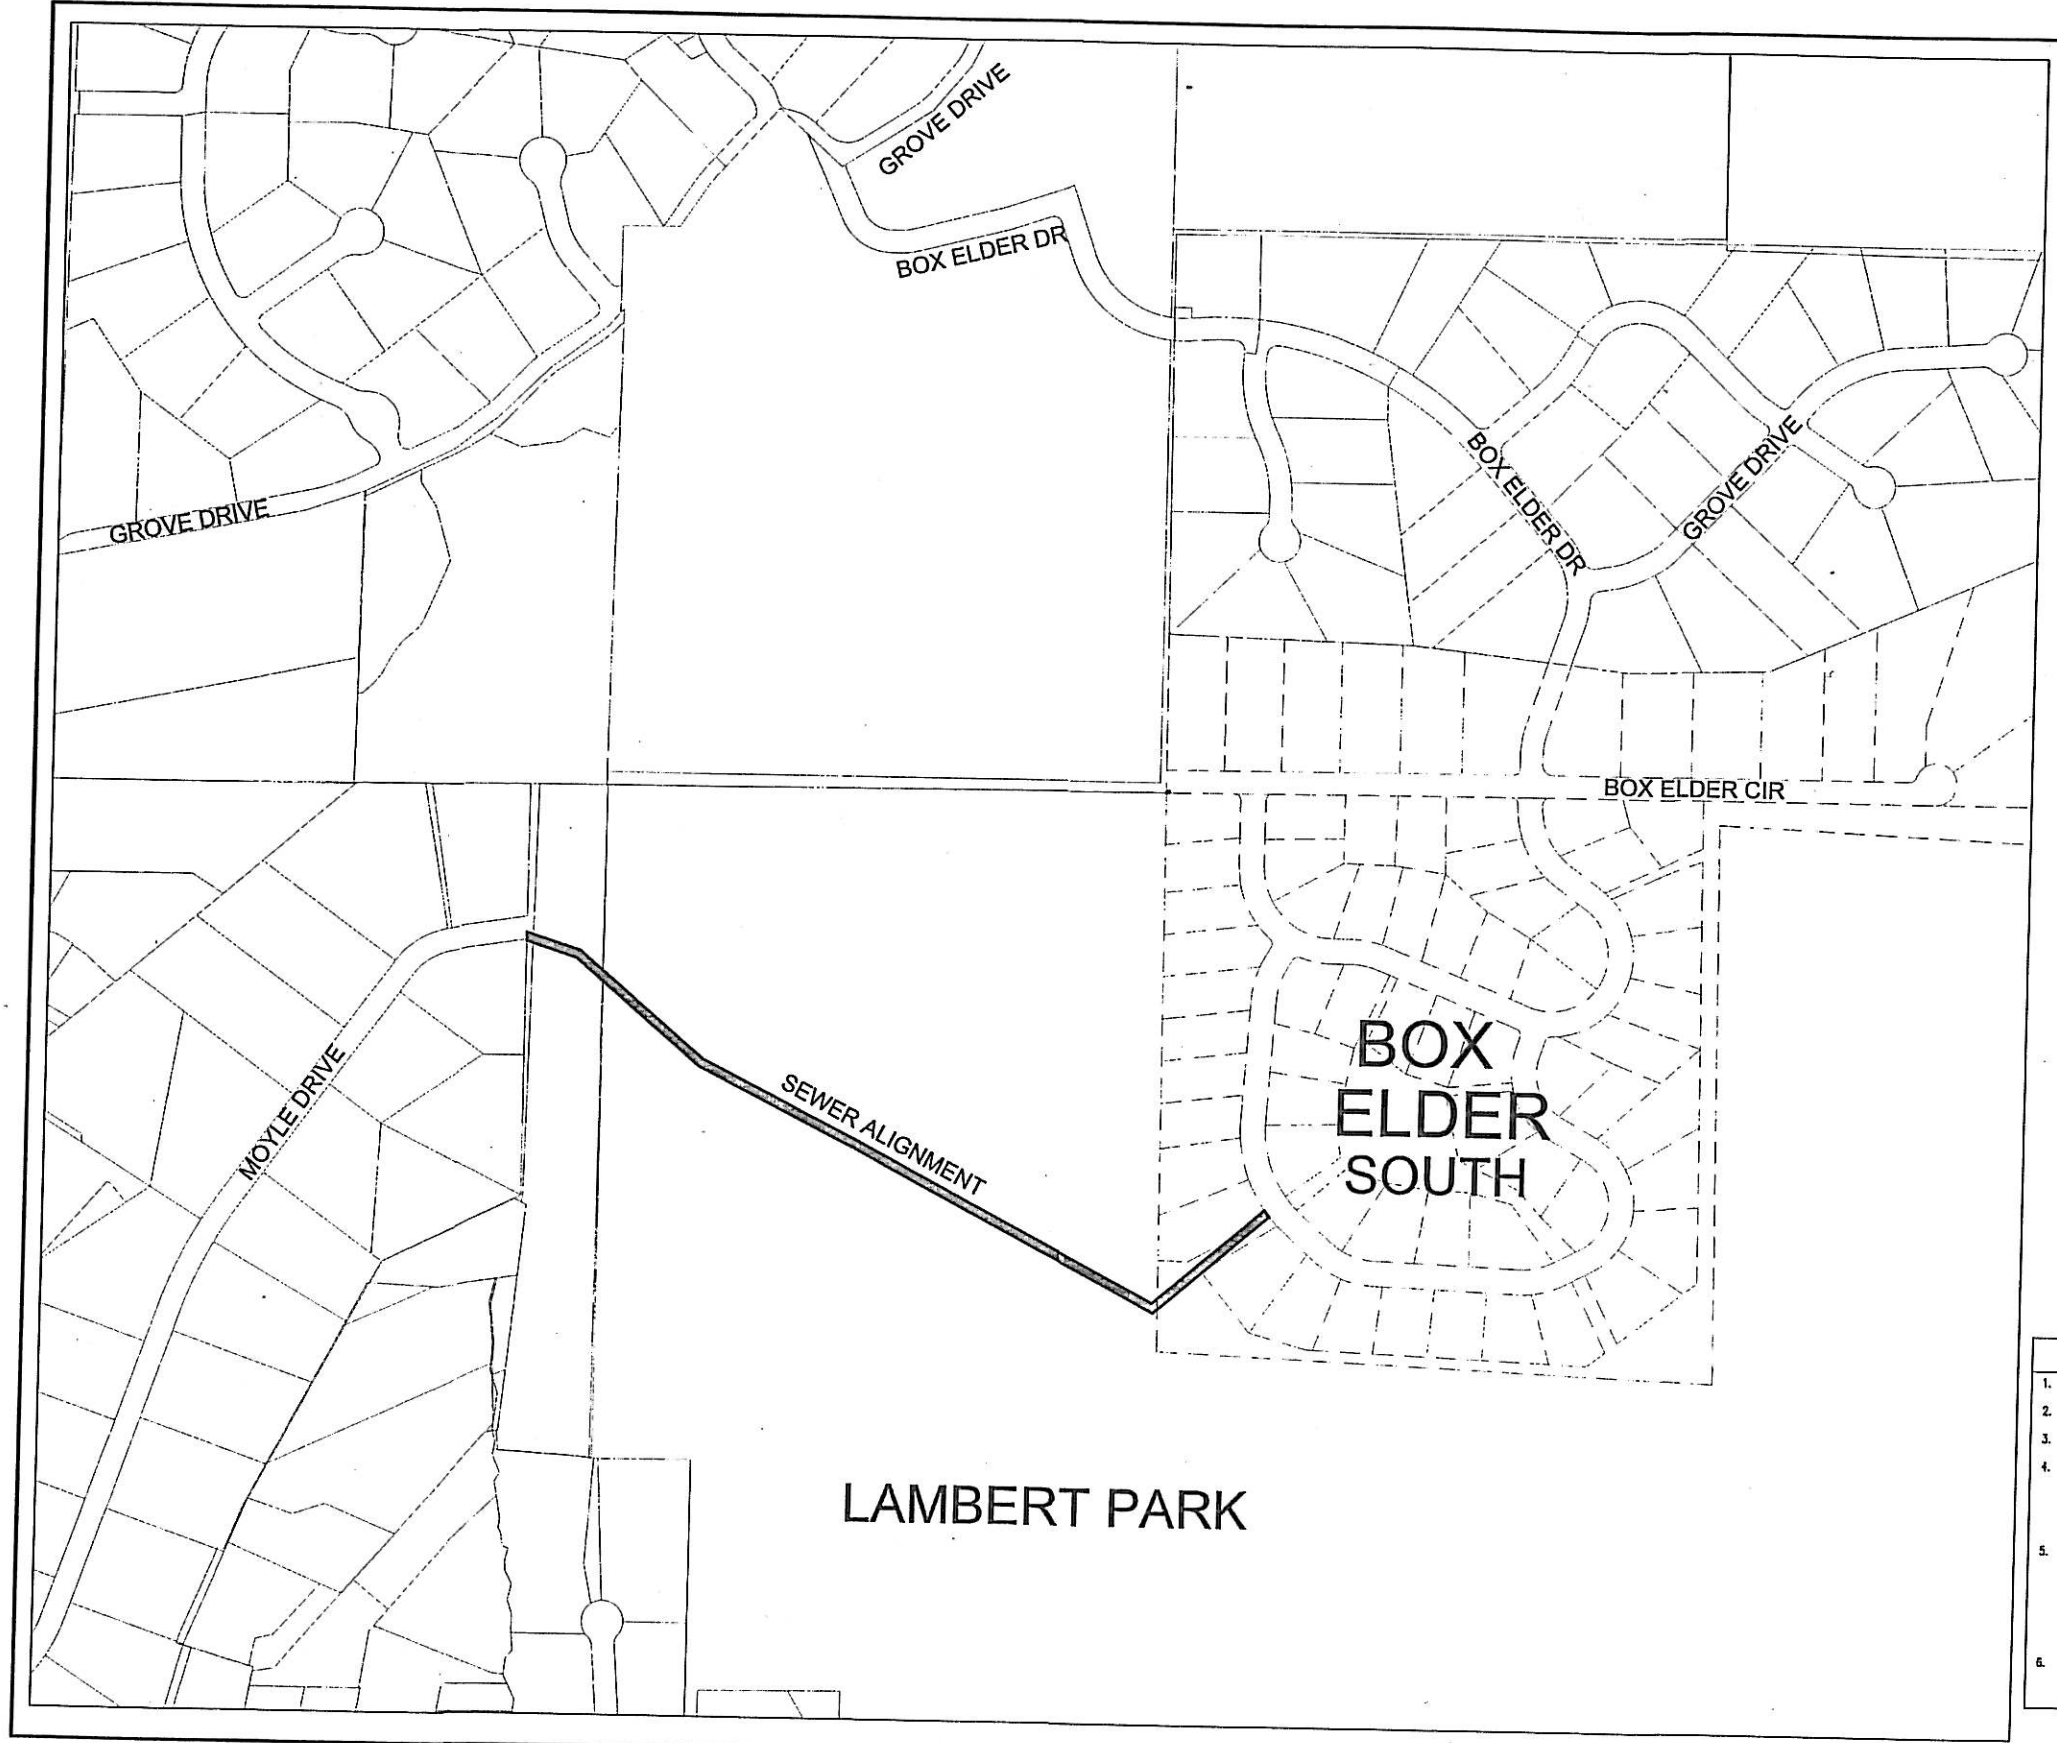 GROVE DRIVE
BOX ELDER DR
GROVE DRIVE
BOX ELDER DR
GROVE DRIVE
BOX ELDER CIR
MOYLE DRIVE
SEWER ALIGNMENT
BOX
ELDER
SOUTH
LAMBERT PARK
1.
2.
3.
4.
5.
6.